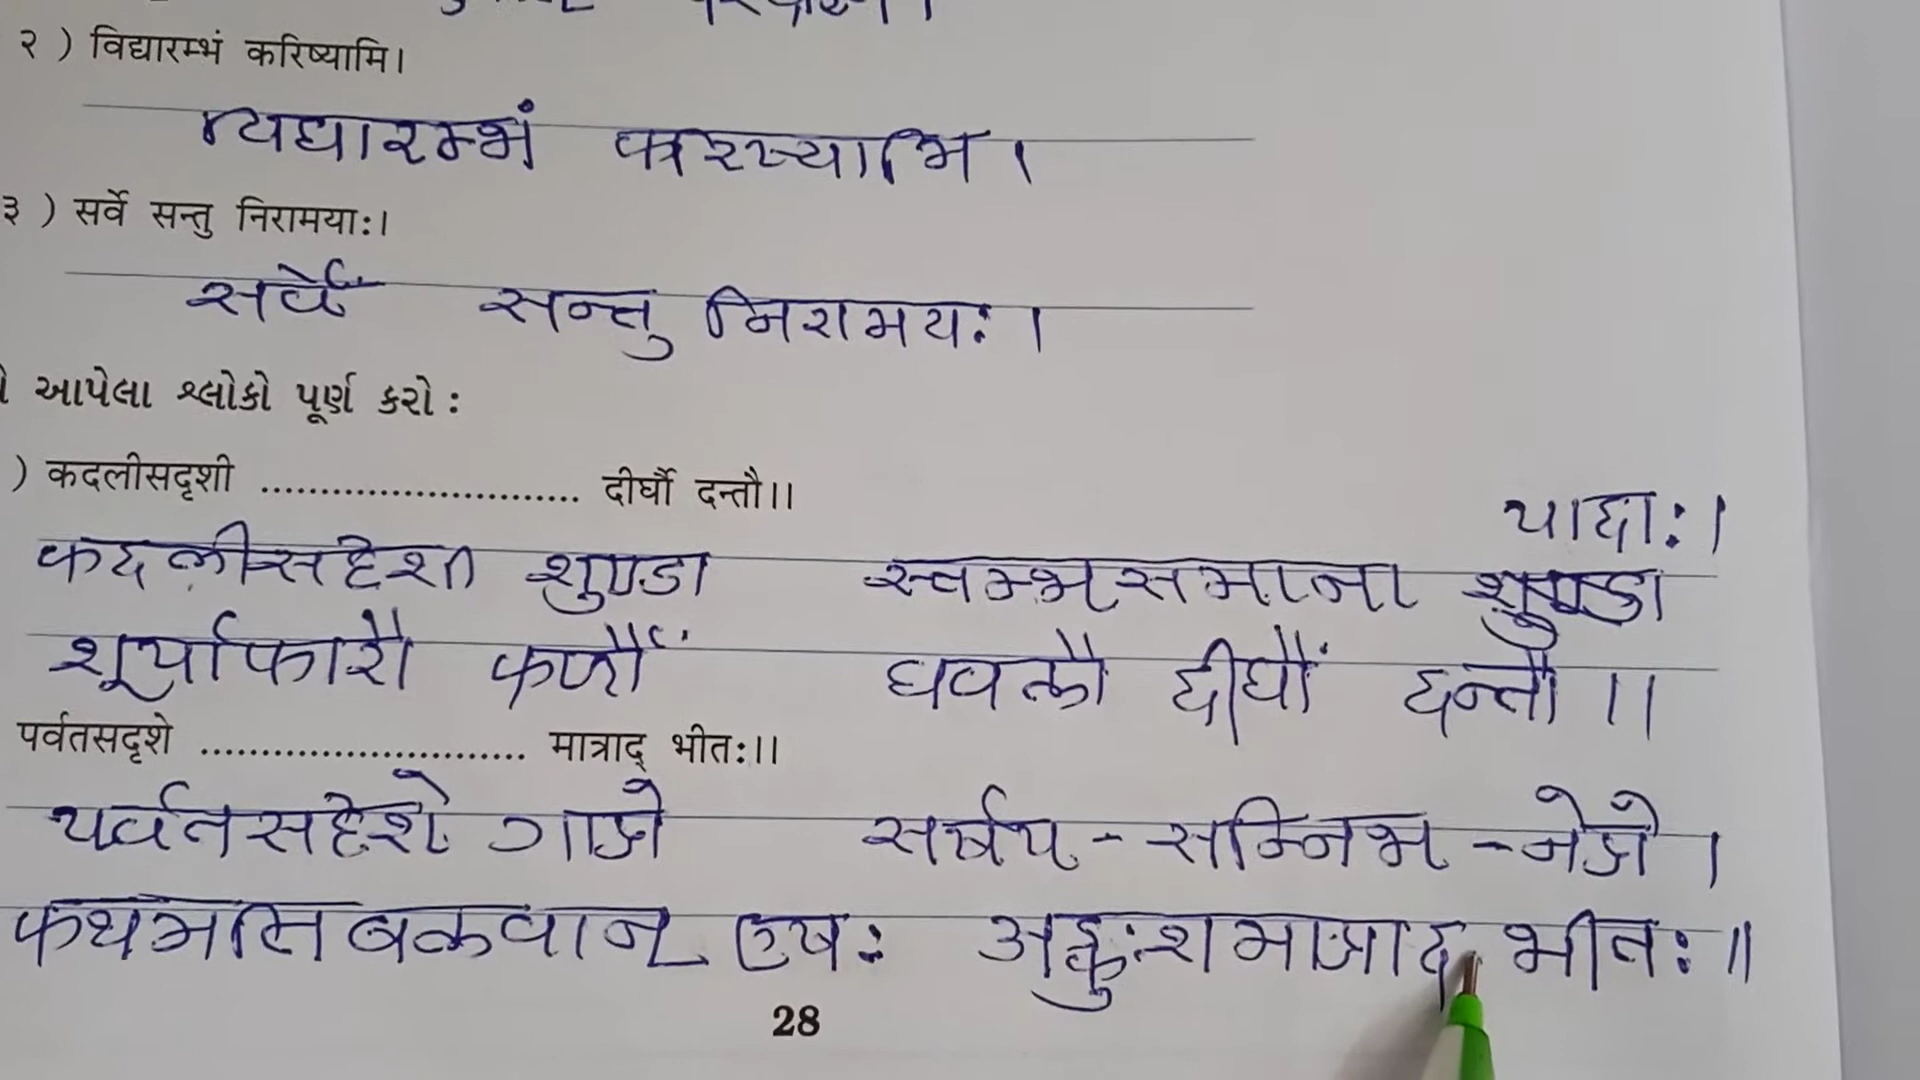 २ ) विद्यारम्भं करिष्यामि।
विद्यारम्भं करिष्यामि ।
३ ) सर्वे सन्तु निरामयाः।
सर्वे सन्तु निरामयः ।
આપેલા શ્લોકો પૂર્ણ કરો :
) कदलीसदृशी .......................... दीर्घौ दन्तौ।।
पादाः।
कदलीसदृशी शुण्डा स्तम्भसमाना शुण्डा
शूर्पाकारौ कर्णौ धवलौ दीर्घौ दन्तौ ।।
पर्वतसदृशे .......................... मात्राद् भीतः।।
पर्वतसदृशे गात्रे सर्षप - सन्निभ - नेत्रे ।
कथमति बलवान् एषः अङ्कुशमात्राद् भीतः ॥
28